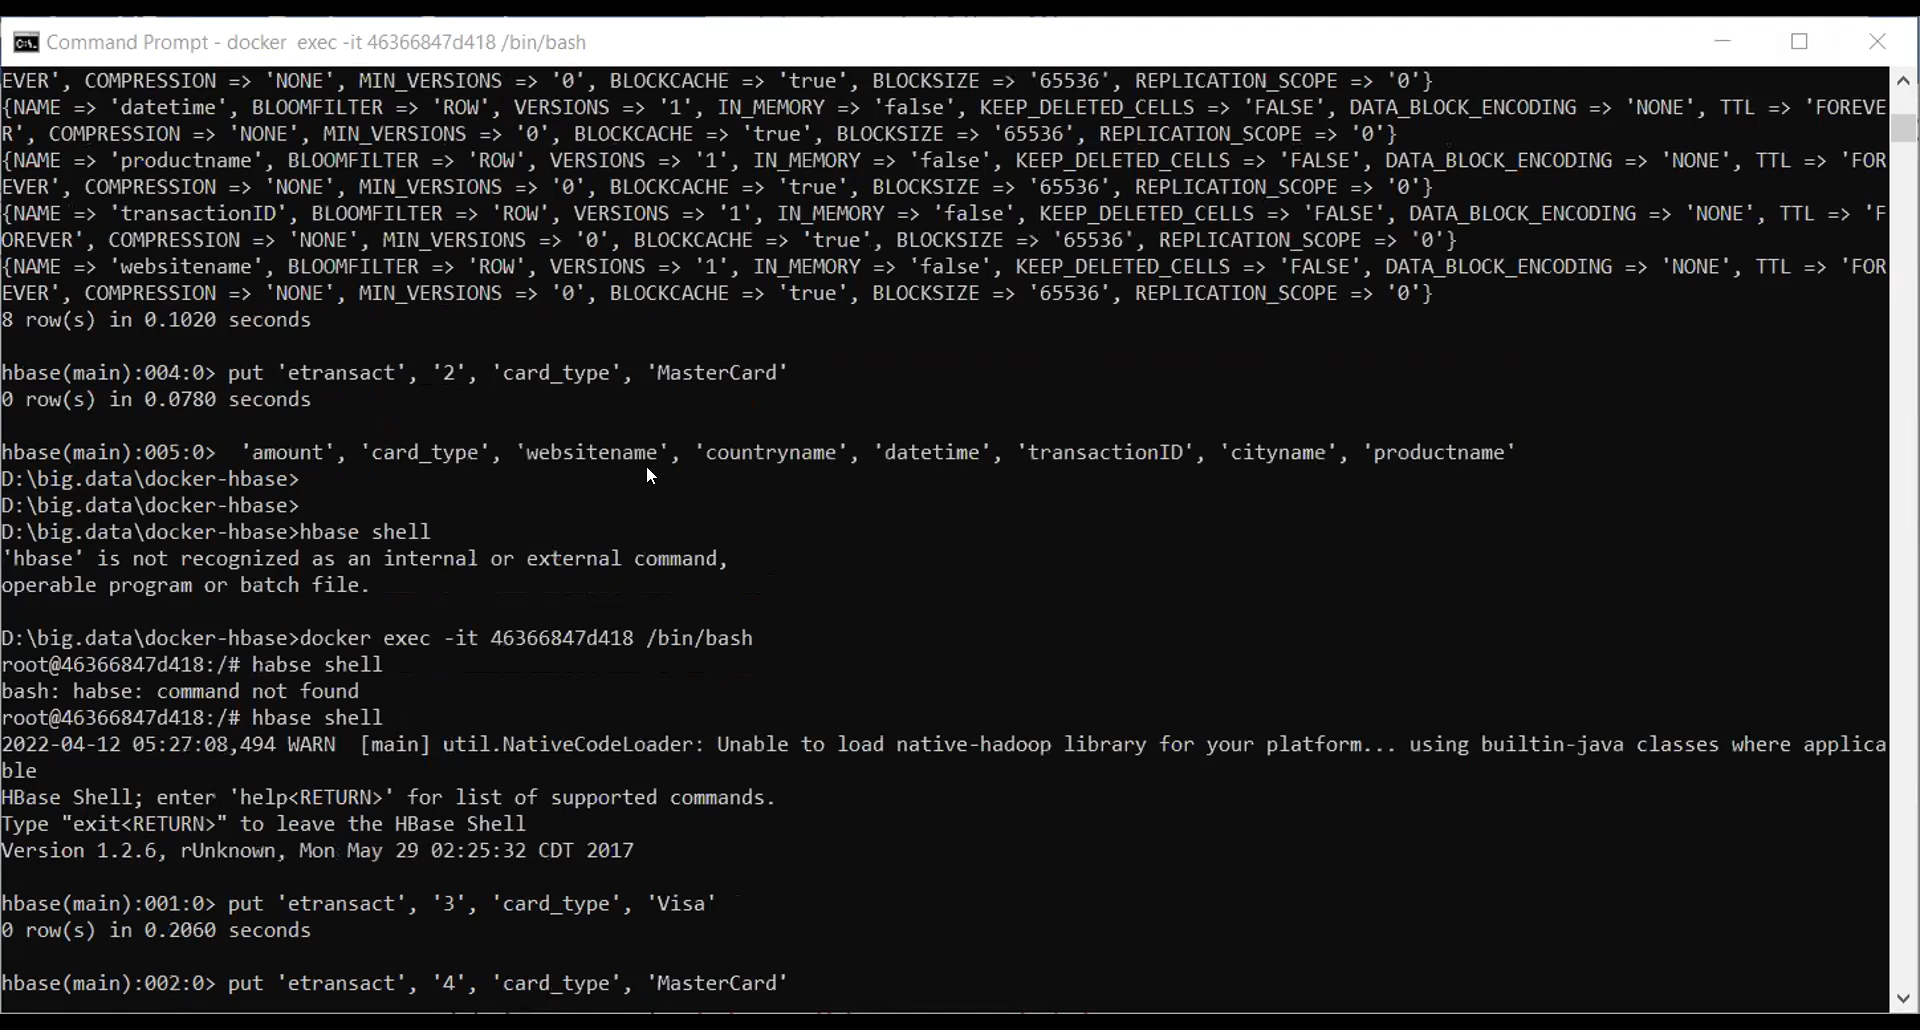 Command Prompt - docker  exec -it 46366847d418 /bin/bash
EVER', COMPRESSION => 'NONE', MIN_VERSIONS => '0', BLOCKCACHE => 'true', BLOCKSIZE => '65536', REPLICATION_SCOPE => '0'}
{NAME => 'datetime', BLOOMFILTER => 'ROW', VERSIONS => '1', IN_MEMORY => 'false', KEEP_DELETED_CELLS => 'FALSE', DATA_BLOCK_ENCODING => 'NONE', TTL => 'FOREVE
R', COMPRESSION => 'NONE', MIN_VERSIONS => '0', BLOCKCACHE => 'true', BLOCKSIZE => '65536', REPLICATION_SCOPE => '0'}
{NAME => 'productname', BLOOMFILTER => 'ROW', VERSIONS => '1', IN_MEMORY => 'false', KEEP_DELETED_CELLS => 'FALSE', DATA_BLOCK_ENCODING => 'NONE', TTL => 'FOR
EVER', COMPRESSION => 'NONE', MIN_VERSIONS => '0', BLOCKCACHE => 'true', BLOCKSIZE => '65536', REPLICATION_SCOPE => '0'}
{NAME => 'transactionID', BLOOMFILTER => 'ROW', VERSIONS => '1', IN_MEMORY => 'false', KEEP_DELETED_CELLS => 'FALSE', DATA_BLOCK_ENCODING => 'NONE', TTL => 'F
OREVER', COMPRESSION => 'NONE', MIN_VERSIONS => '0', BLOCKCACHE => 'true', BLOCKSIZE => '65536', REPLICATION_SCOPE => '0'}
{NAME => 'websitename', BLOOMFILTER => 'ROW', VERSIONS => '1', IN_MEMORY => 'false', KEEP_DELETED_CELLS => 'FALSE', DATA_BLOCK_ENCODING => 'NONE', TTL => 'FOR
EVER', COMPRESSION => 'NONE', MIN_VERSIONS => '0', BLOCKCACHE => 'true', BLOCKSIZE => '65536', REPLICATION_SCOPE => '0'}
8 row(s) in 0.1020 seconds
hbase(main):004:0> put 'etransact', '2', 'card_type', 'MasterCard'
0 row(s) in 0.0780 seconds
hbase(main):005:0>  'amount', 'card_type', 'websitename', 'countryname', 'datetime', 'transactionID', 'cityname', 'productname'
D:\big.data\docker-hbase>
D:\big.data\docker-hbase>
D:\big.data\docker-hbase>hbase shell
'hbase' is not recognized as an internal or external command,
operable program or batch file.
D:\big.data\docker-hbase>docker exec -it 46366847d418 /bin/bash
root@46366847d418:/# habse shell
bash: habse: command not found
root@46366847d418:/# hbase shell
2022-04-12 05:27:08,494 WARN  [main] util.NativeCodeLoader: Unable to load native-hadoop library for your platform... using builtin-java classes where applica
ble
HBase Shell; enter 'help<RETURN>' for list of supported commands.
Type "exit<RETURN>" to leave the HBase Shell
Version 1.2.6, rUnknown, Mon May 29 02:25:32 CDT 2017
hbase(main):001:0> put 'etransact', '3', 'card_type', 'Visa'
0 row(s) in 0.2060 seconds
hbase(main):002:0> put 'etransact', '4', 'card_type', 'MasterCard'